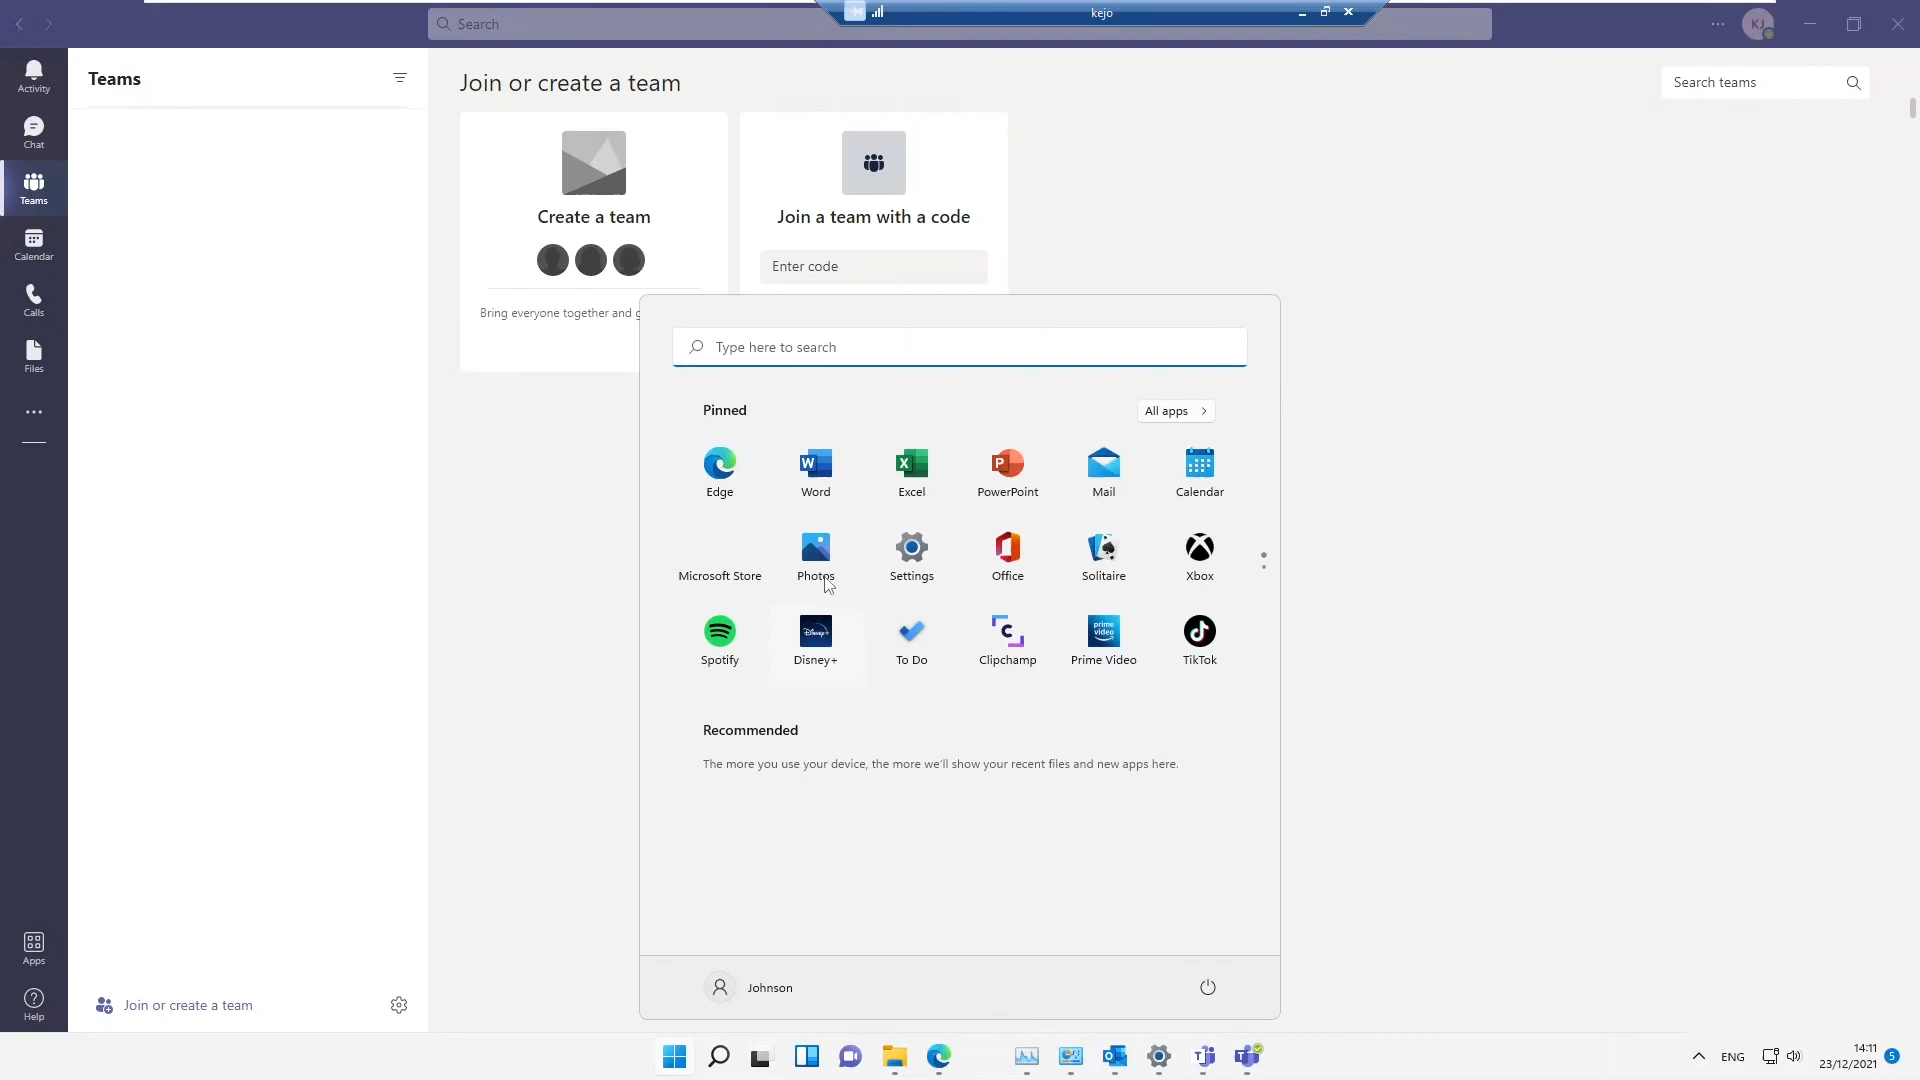 Search
kejo
KJ
Activity
Chat
Teams
Calendar
Calls
Files
Apps
Help
Teams
Join or create a team
Join or create a team
Search teams
Create a team
Bring everyone together and g
Join a team with a code
Enter code
Type here to search
Pinned
All apps
Edge
Word
Excel
PowerPoint
Mail
Calendar
Microsoft Store
Photos
Settings
Office
Solitaire
Xbox
Spotify
Disney+
To Do
Clipchamp
Prime Video
TikTok
Recommended
The more you use your device, the more we'll show your recent files and new apps here.
Johnson
ENG
14:11
23/12/2021
5